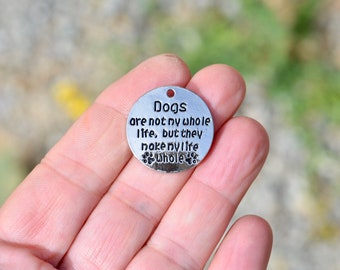 Dogs
are not my whole
life, but they
make my life
whole